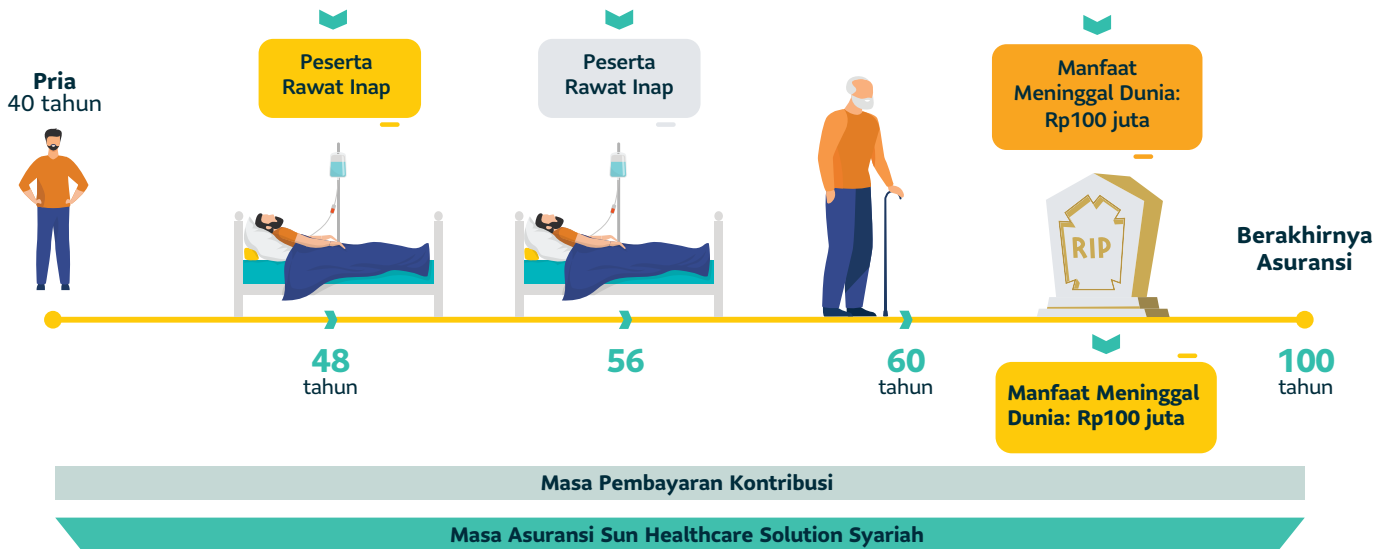 Pria
40 tahun
Peserta
Rawat Inap
Peserta
Rawat Inap
Manfaat
Meninggal Dunia:
Rp100 juta
RIP
Berakhirnya
Asuransi
48
tahun
56
60
tahun
100
tahun
Manfaat Meninggal
Dunia: Rp100 juta
Masa Pembayaran Kontribusi
Masa Asuransi Sun Healthcare Solution Syariah